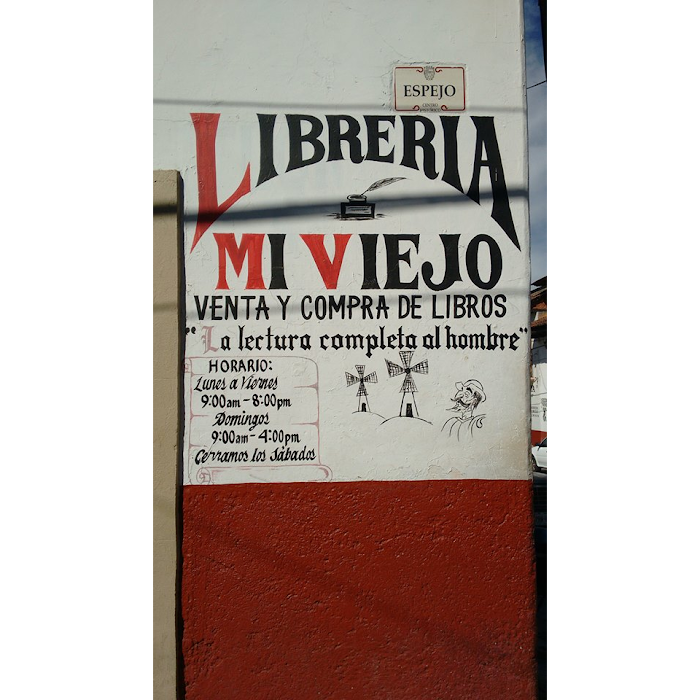 ESPEJO
LIBRERIA
MI VIEJO
VENTA Y COMPRA DE LIBROS
"La lectura completa al hombre"
HORARIO:
Lunes a Viernes
9:00am - 8:00pm
Domingos
9:00am - 4:00pm
Cerramos los Sàbados